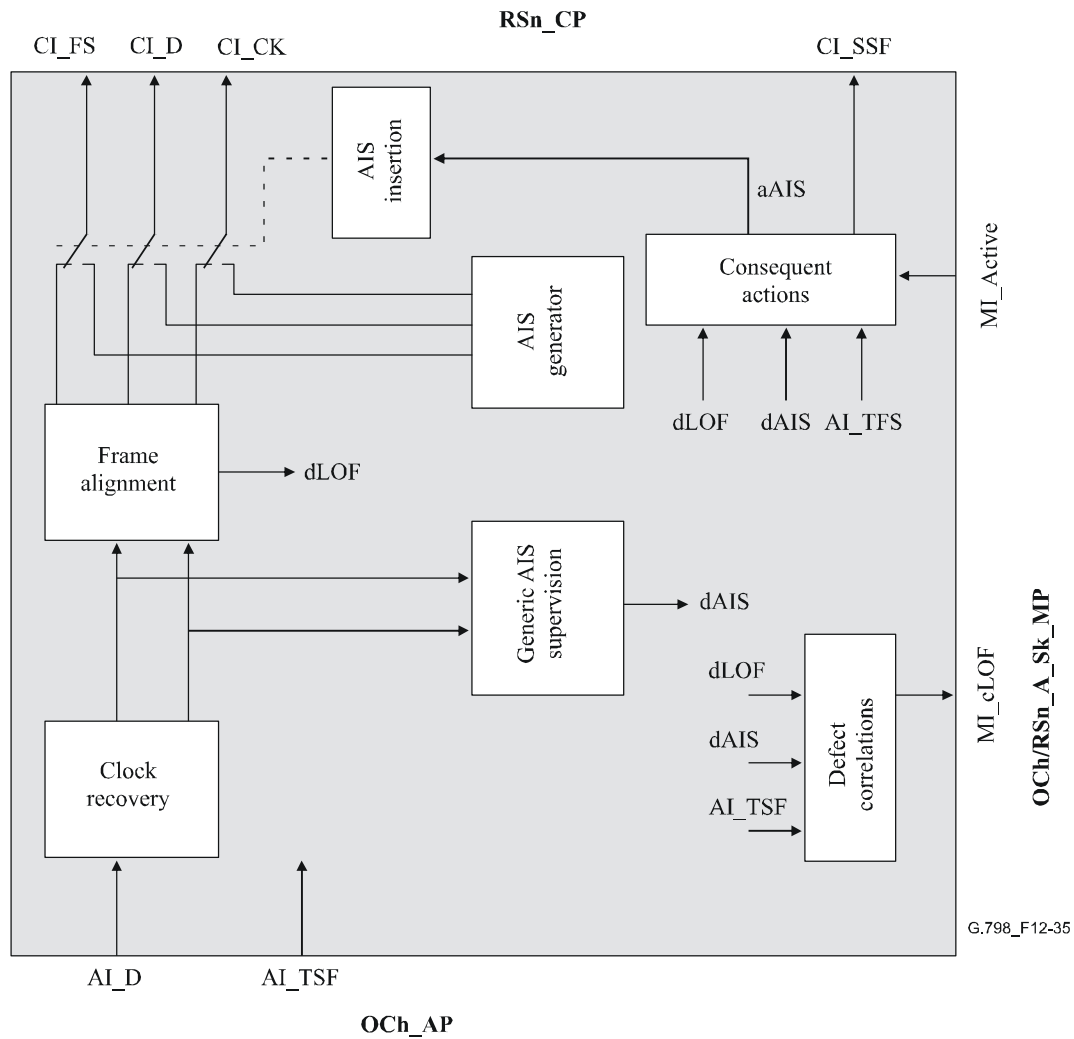 RSn_CP
CI_FS
CI_D
CI_CK
CI_SSF
AIS
insertion
aAIS
Consequent
actions
MI_Active
AIS
generator
dLOF
dAIS
AI_TFS
Frame
alignment
dLOF
Generic AIS
supervision
dAIS
dLOF
dAIS
AI_TSF
Defect
correlations
MI_cLOF
OCh/RSn_A_Sk_MP
Clock
recovery
G.798_F12-35
AI_D
AI_TSF
OCh_AP